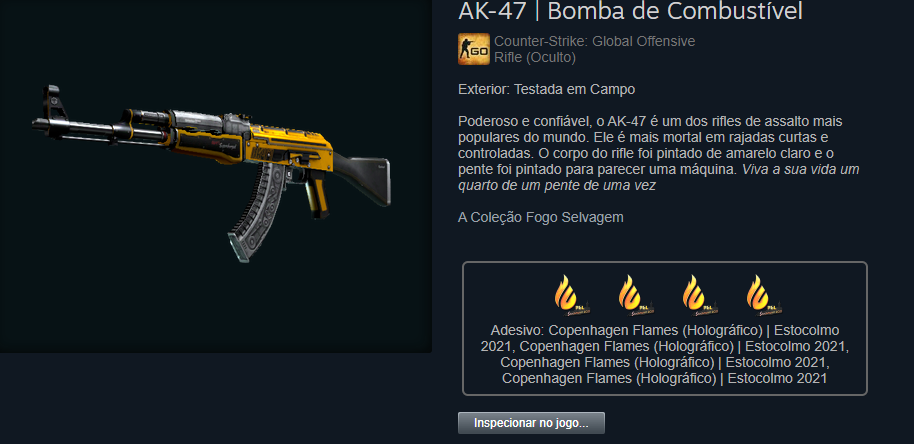 AK-47 | Bomba de Combustível
GO
Counter-Strike: Global Offensive
Rifle (Oculto)
Exterior: Testada em Campo
Poderoso e confiável, o AK-47 é um dos rifles de assalto mais
populares do mundo. Ele é mais mortal em rajadas curtas e
controladas. O corpo do rifle foi pintado de amarelo claro e o
pente foi pintado para parecer uma máquina. Viva a sua vida um
quarto de um pente de uma vez
A Coleção Fogo Selvagem
Adesivo: Copenhagen Flames (Holográfico) | Estocolmo
2021, Copenhagen Flames (Holográfico) | Estocolmo 2021,
Copenhagen Flames (Holográfico) | Estocolmo 2021,
Copenhagen Flames (Holográfico) | Estocolmo 2021
Inspecionar no jogo...